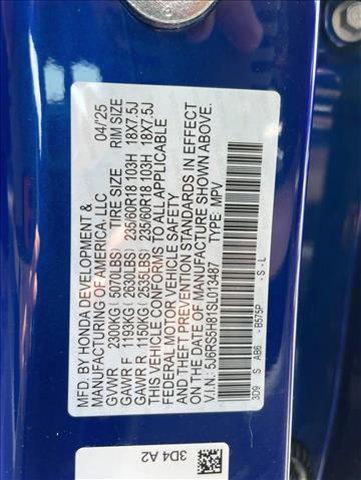 MFD. BY HONDA DEVELOPMENT & 04/'25
MANUFACTURING OF AMERICA, LLC
GVWR 2300KG ( 5070LBS) TIRE SIZE RIM SIZE
GAWR F 1193KG ( 2630LBS) 235/60R18 103H 18X7.5J
GAWR R 1150KG ( 2535LBS) 235/60R18 103H 18X7.5J
THIS VEHICLE CONFORMS TO ALL APPLICABLE
FEDERAL MOTOR VEHICLE SAFETY
AND THEFT PREVENTION STANDARDS IN EFFECT
ON THE DATE OF MANUFACTURE SHOWN ABOVE.
V.I.N.: 5J6RS5H61SL013487 TYPE: MPV
3D9 S AB6 -B575P -S-L
3D4 A2